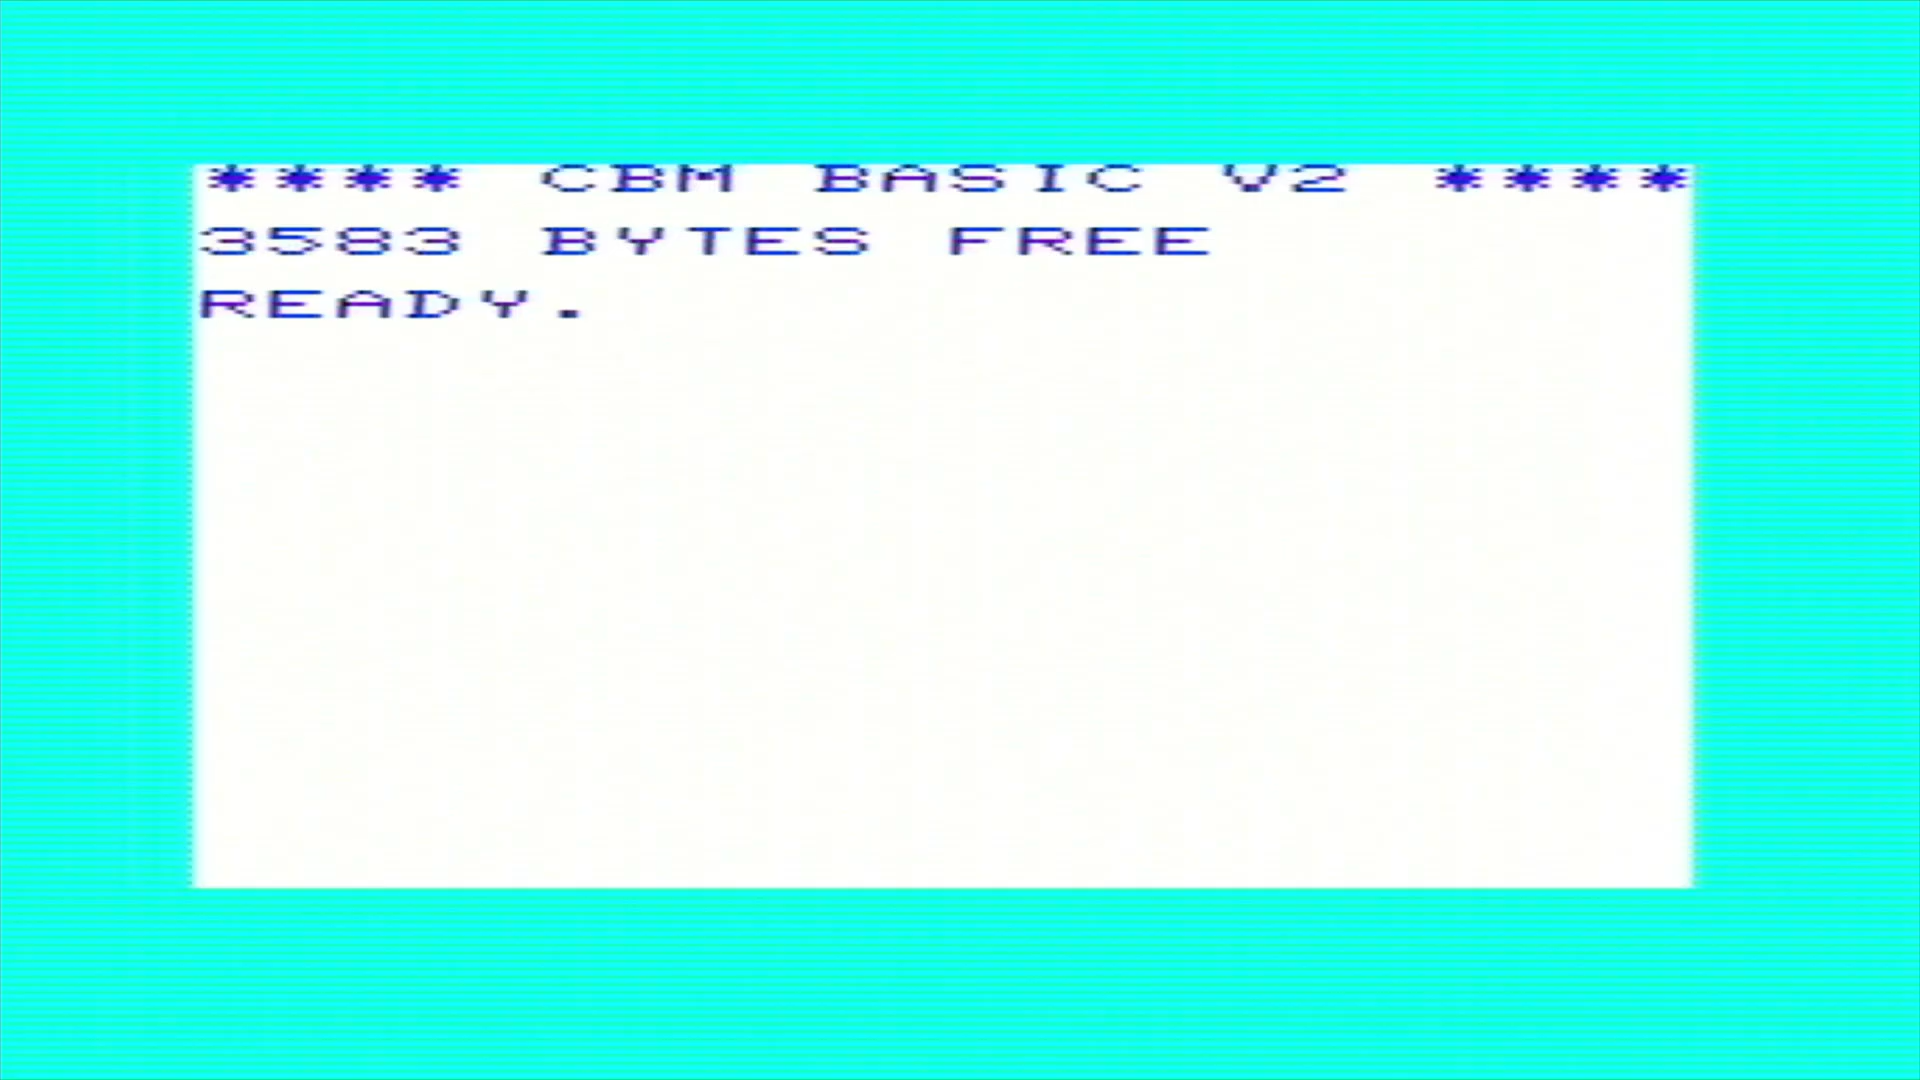 **** CBM BASIC V2 ****
3583 BYTES FREE
READY.